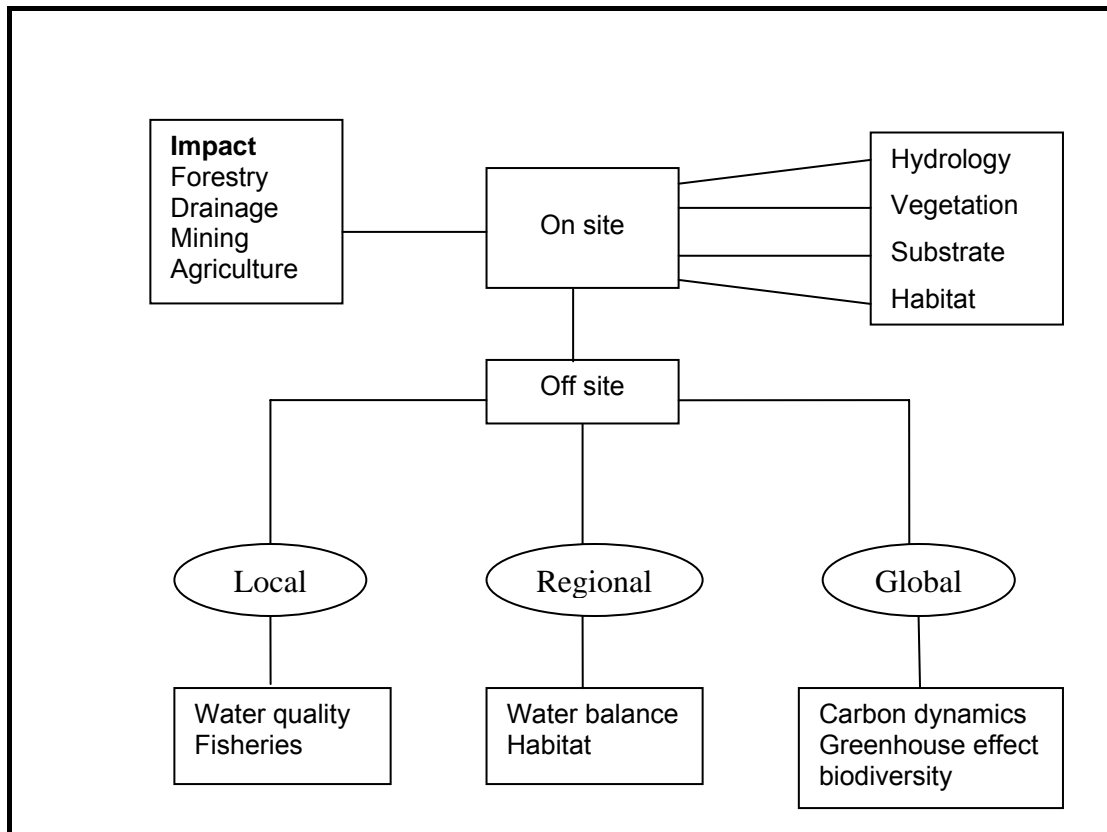 Impact
Forestry
Drainage
Mining
Agriculture
On site
Hydrology
Vegetation
Substrate
Habitat
Off site
Local
Regional
Global
Water quality
Fisheries
Water balance
Habitat
Carbon dynamics
Greenhouse effect
biodiversity